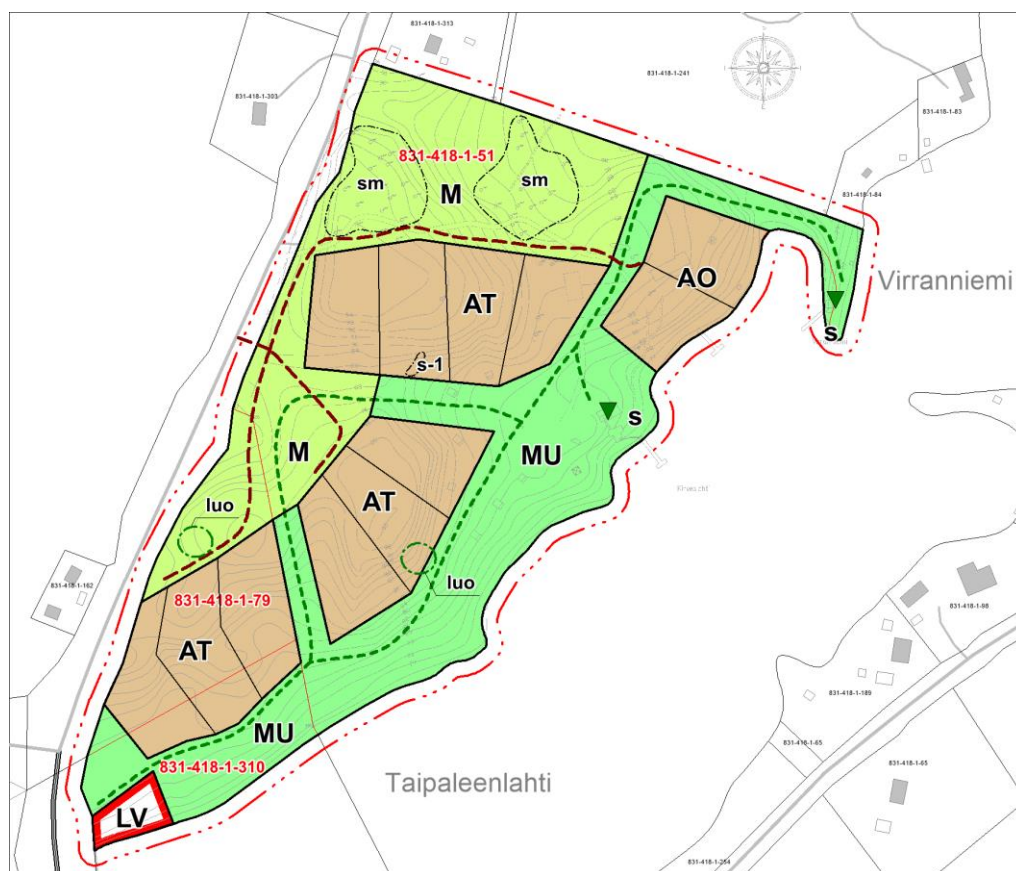 831-418-1-313
831-418-1-241
831-418-1-303
831-418-1-83
831-418-1-51
sm
sm
M
831-418-1-84
AO
Virranniemi
AT
s
s-1
s
M
MU
AT
luo
luo
831-418-1-162
831-418-1-79
831-418-1-98
AT
831-418-1-189
MU
831-418-1-65
831-418-1-310
831-418-1-65
Taipaleenlahti
LV
831-418-1-254